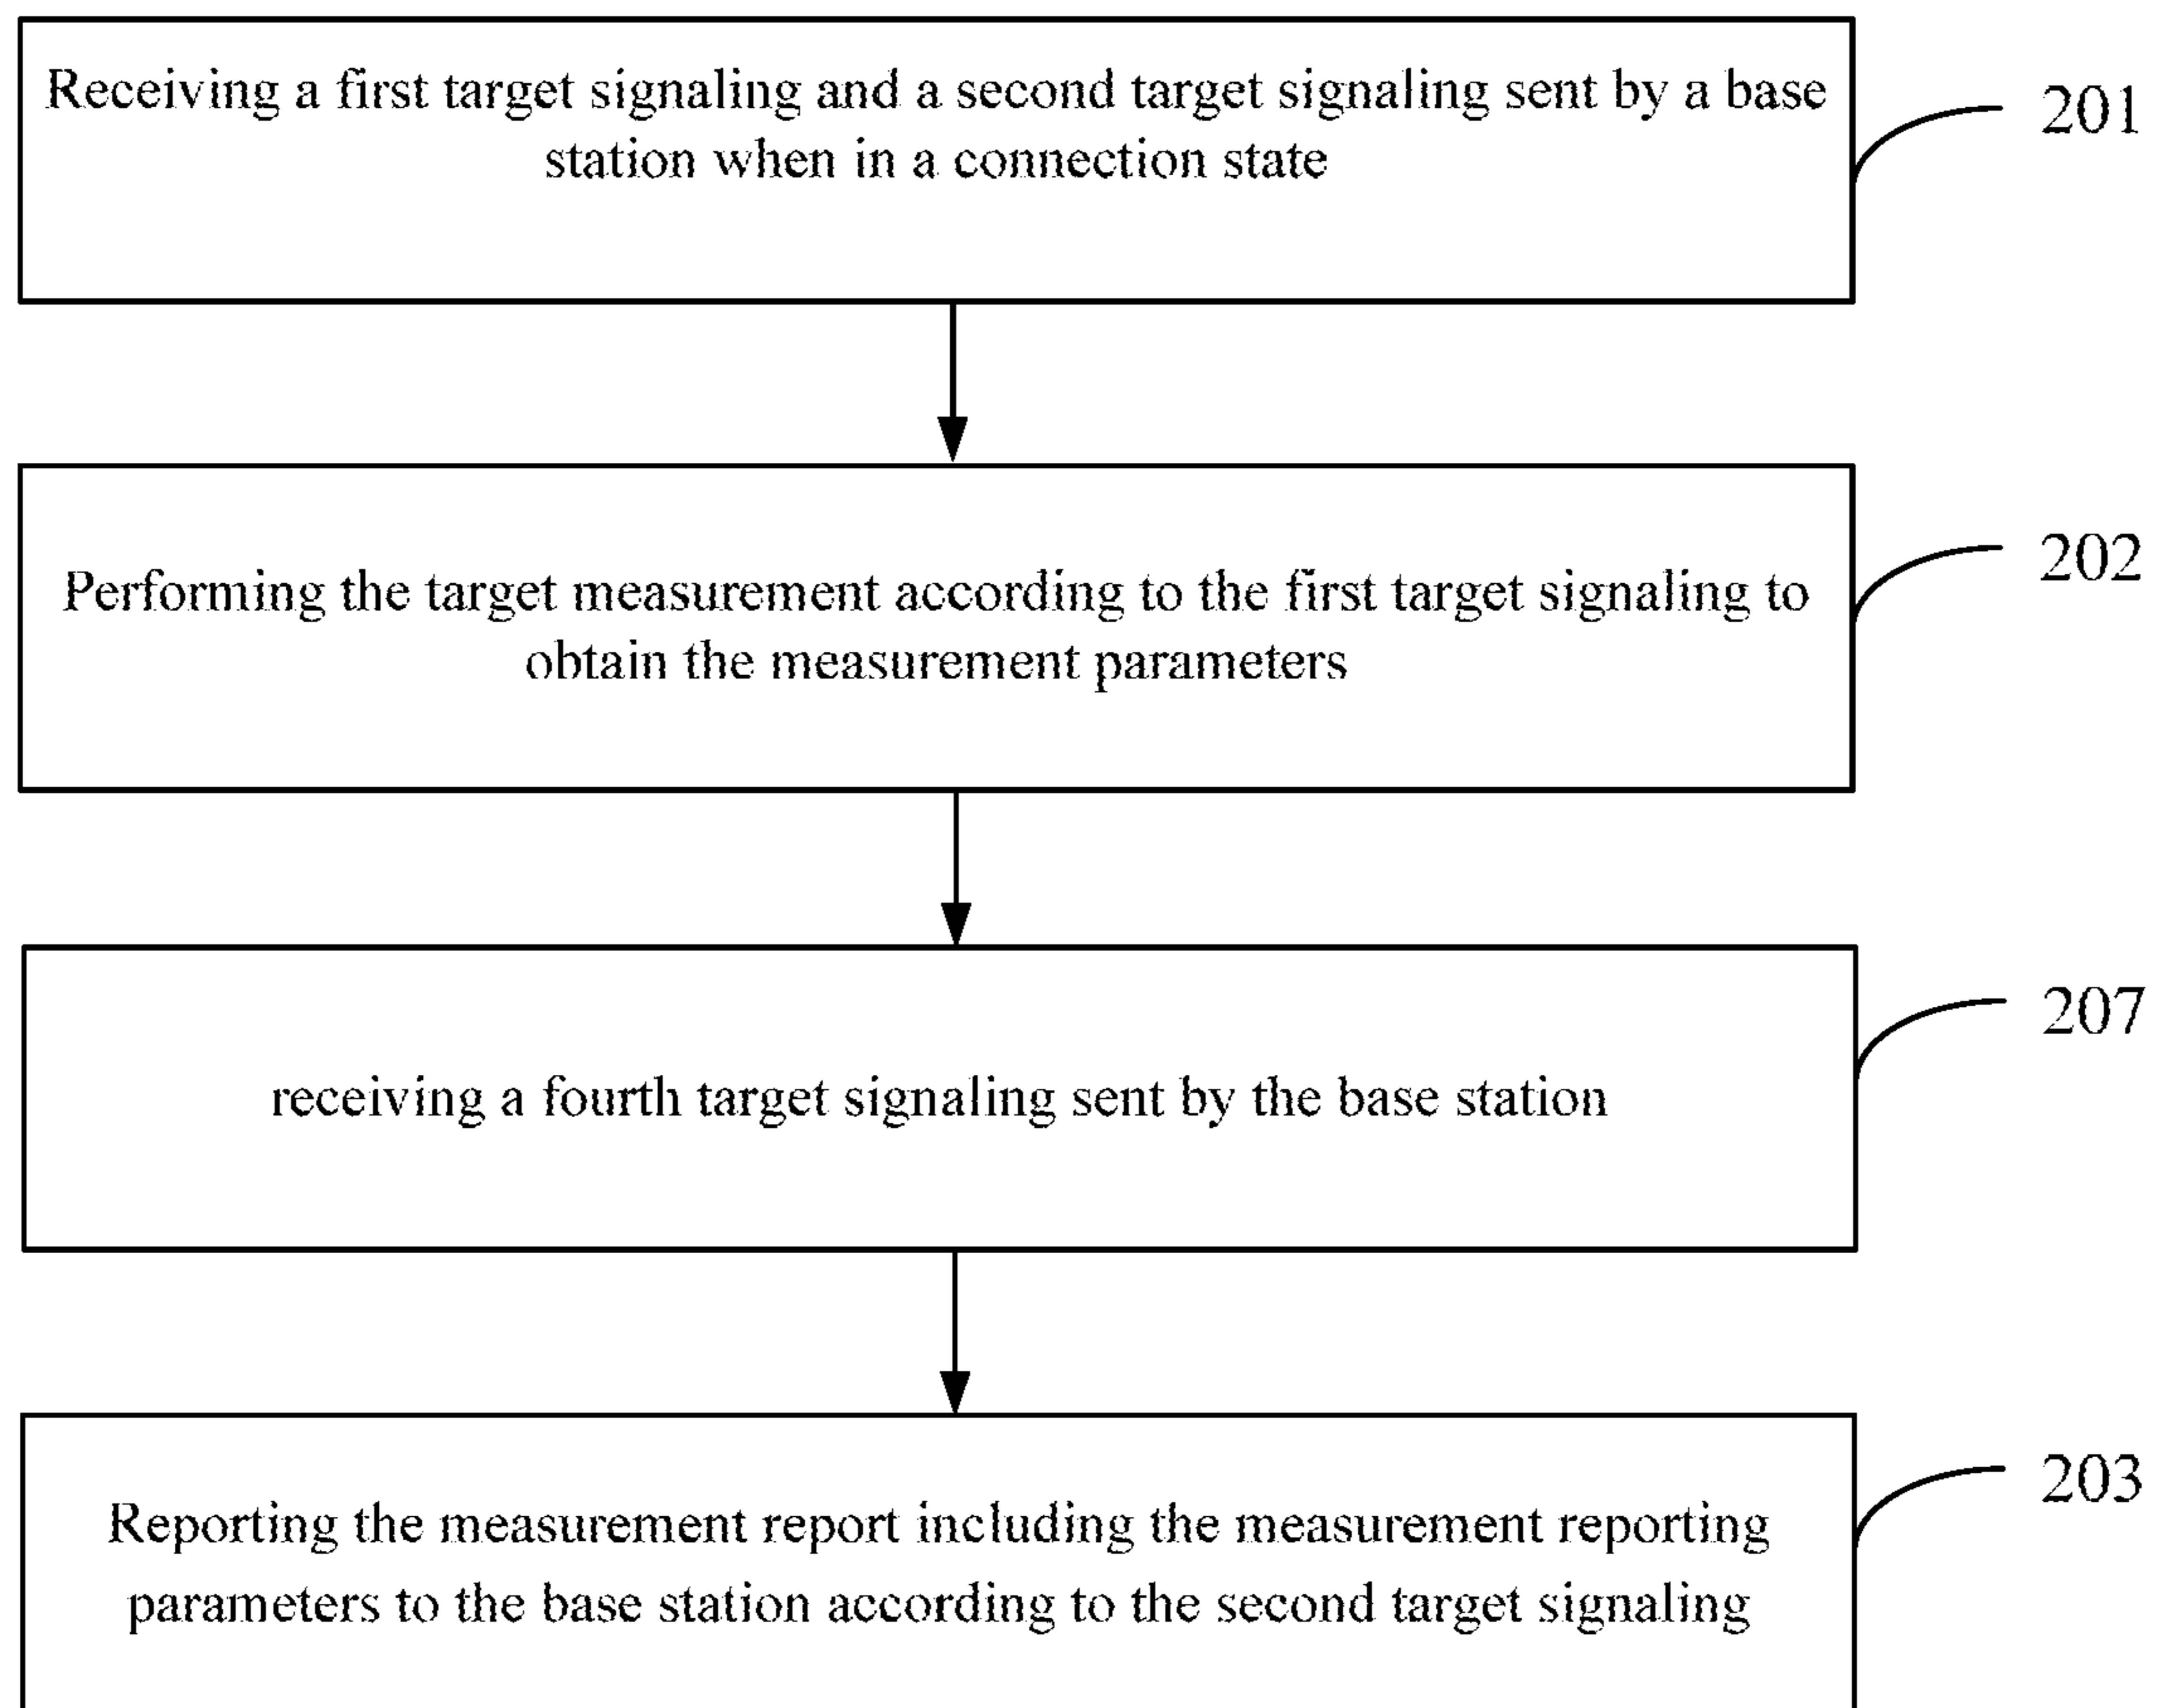 Receiving a first target signaling and a second target signaling sent by a base
station when in a connection state
201
Performing the target measurement according to the first target signaling to
obtain the measurement parameters
202
receiving a fourth target signaling sent by the base station
207
Reporting the measurement report including the measurement reporting
parameters to the base station according to the second target signaling
203